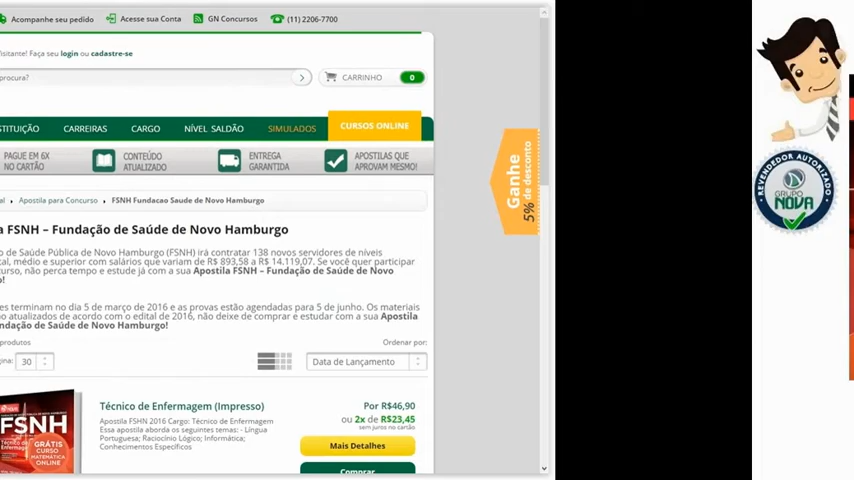 Acompanhe seu pedido Acesse sua Conta GN Concursos (11) 2206-7700
isitante! Faça seu login ou cadastre-se
procura? CARRINHO 0
STITUIÇÃO CARREIRAS CARGO NÍVEL SALDÃO SIMULADOS CURSOS ONLINE
PAGUE EM 6X
NO CARTÃO
CONTEÚDO
ATUALIZADO
ENTREGA
GARANTIDA
APOSTILAS QUE
APROVAM MESMO!
Ganhe
5% de desconto
REVENDEDOR AUTORIZADO
GRUPO
NOVA
al Apostila para Concurso FSNH Fundacao Saude de Novo Hamburgo
a FSNH – Fundação de Saúde de Novo Hamburgo
o de Saúde Pública de Novo Hamburgo (FSNH) irá contratar 138 novos servidores de níveis
tal, médio e superior com salários que variam de R$ 893,58 a R$ 14.119,07. Se você quer participar
curso, não perca tempo e estude já com a sua Apostila FSNH – Fundação de Saúde de Novo
o!
es terminam no dia 5 de março de 2016 e as provas estão agendadas para 5 de junho. Os materiais
o atualizados de acordo com o edital de 2016, não deixe de comprar e estudar com a sua Apostila
ndação de Saúde de Novo Hamburgo!
produtos Ordenar por:
gina: 30 Data de Lançamento
FSNH
GRÁTIS
CURSO
MATEMÁTICA
ONLINE
Técnico de Enfermagem (Impresso)
Apostila FSHN 2016 Cargo: Técnico de Enfermagem
Essa apostila aborda os seguintes temas: - Língua
Portuguesa; Raciocínio Lógico; Informática;
Conhecimentos Específicos
Por R$46,90
ou 2x de R$23,45
sem juros no cartão
Mais Detalhes
Comprar